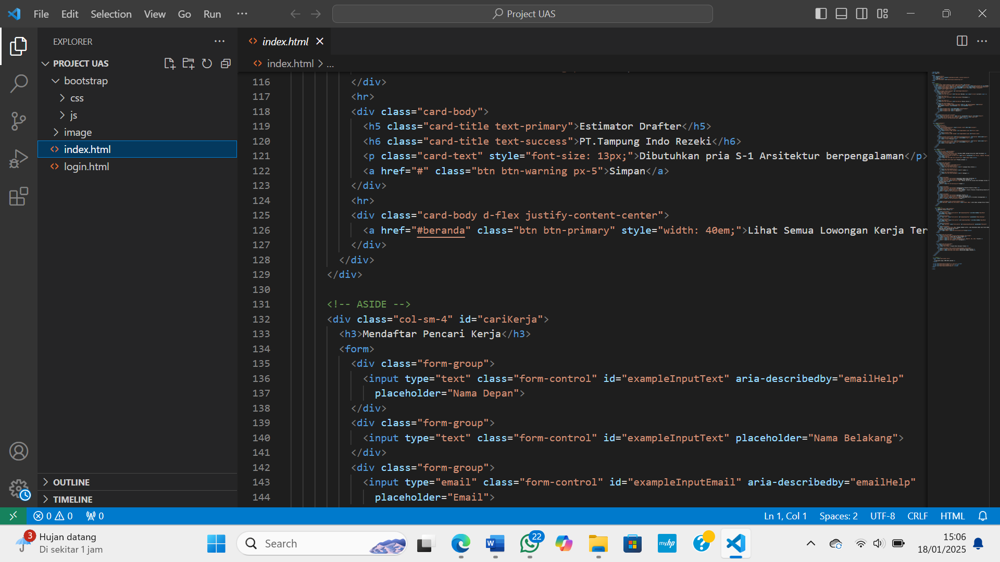 File Edit Selection View Go Run
Project UAS
EXPLORER
index.html
PROJECT UAS
index.html > ...
bootstrap
css
js
image
index.html
login.html
OUTLINE
TIMELINE
116 </div>
117 <hr>
118 <div class="card-body">
119 <h5 class="card-title text-primary">Estimator Drafter</h5>
120 <h6 class="card-title text-success">PT.Tampung Indo Rezeki</h6>
121 <p class="card-text" style="font-size: 13px;">Dibutuhkan pria S-1 Arsitektur berpengalaman</p>
122 <a href="#" class="btn btn-warning px-5">Simpan</a>
123 </div>
124 <hr>
125 <div class="card-body d-flex justify-content-center">
126 <a href="#beranda" class="btn btn-primary" style="width: 40em;">Lihat Semua Lowongan Kerja Ter
127 </div>
128 </div>
129 </div>
130
131 <!-- ASIDE -->
132 <div class="col-sm-4" id="cariKerja">
133 <h3>Mendaftar Pencari Kerja</h3>
134 <form>
135 <div class="form-group">
136 <input type="text" class="form-control" id="exampleInputText" aria-describedby="emailHelp"
137 placeholder="Nama Depan">
138 </div>
139 <div class="form-group">
140 <input type="text" class="form-control" id="exampleInputText" placeholder="Nama Belakang">
141 </div>
142 <div class="form-group">
143 <input type="email" class="form-control" id="exampleInputEmail" aria-describedby="emailHelp"
144 placeholder="Email">
0 0 0
Ln 1, Col 1 Spaces: 2 UTF-8 CRLF HTML
3
Hujan datang
Di sekitar 1 jam
Search
W
22
myhp
?
15:06
18/01/2025